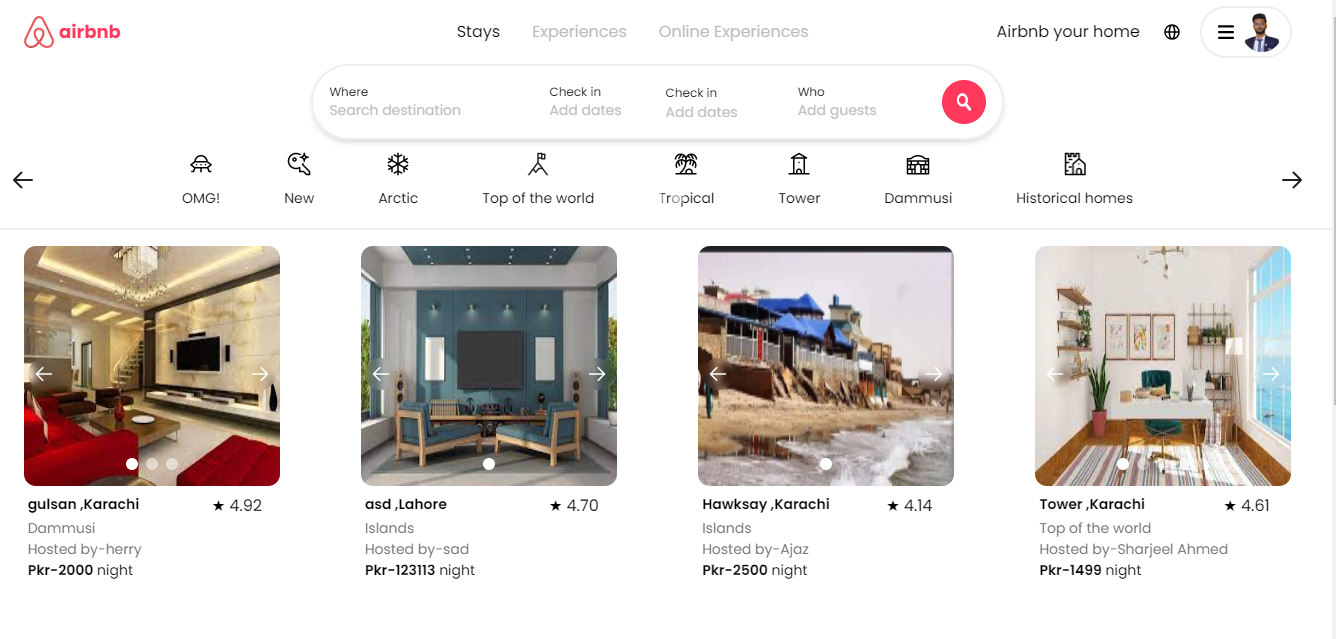 airbnb
Stays Experiences Online Experiences
Airbnb your home
Where Check in Check in Who
Search destination Add dates Add dates Add guests
OMG! New Arctic Top of the world Tropical Tower Dammusi Historical homes
gulsan ,Karachi ★ 4.92
Dammusi
Hosted by-herry
Pkr-2000 night
asd ,Lahore ★ 4.70
Islands
Hosted by-sad
Pkr-123113 night
Hawksay ,Karachi ★ 4.14
Islands
Hosted by-Ajaz
Pkr-2500 night
Tower ,Karachi ★ 4.61
Top of the world
Hosted by-Sharjeel Ahmed
Pkr-1499 night